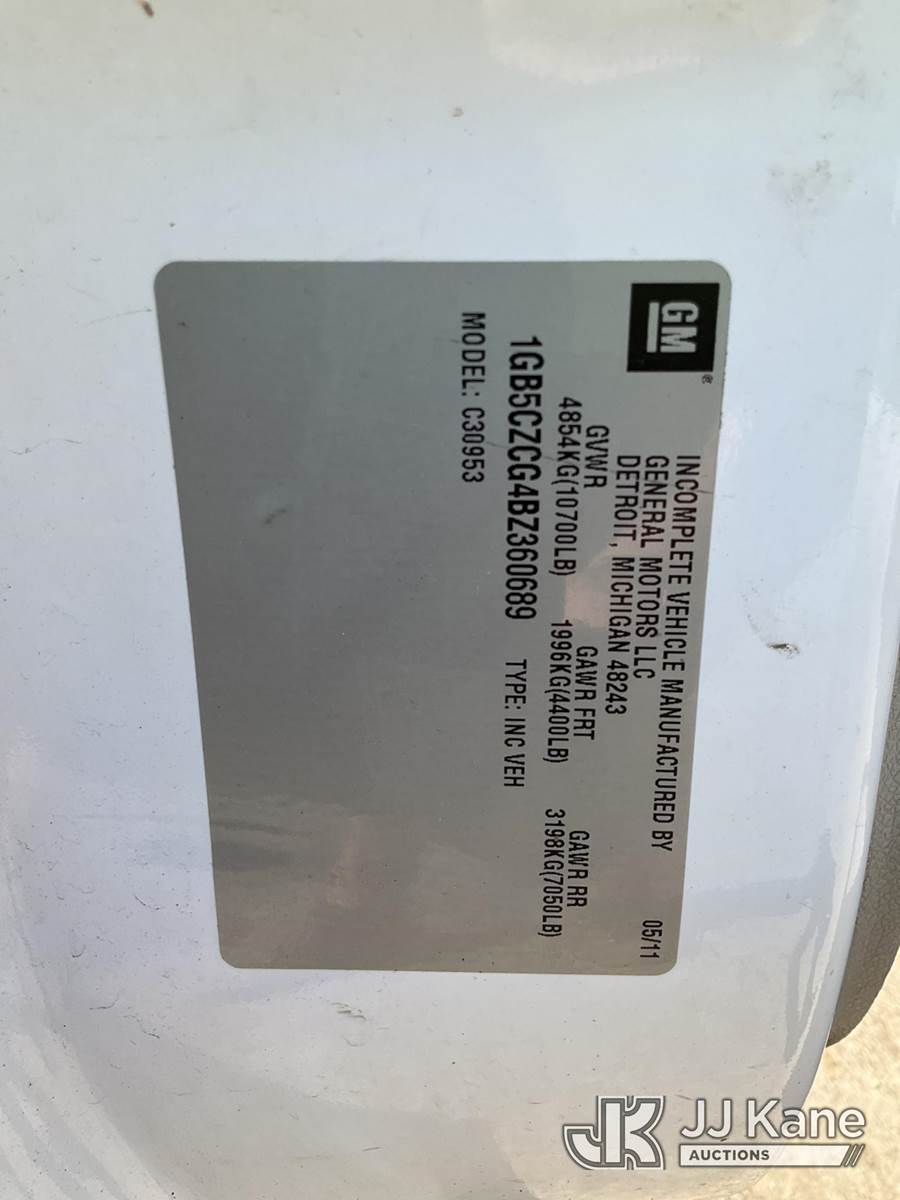 GM
®
INCOMPLETE VEHICLE MANUFACTURED BY
GENERAL MOTORS LLC
DETROIT, MICHIGAN 48243
05/11
GVWR GAWR FRT GAWR RR
4854KG(10700LB) 1996KG(4400LB) 3198KG(7050LB)
1GB5CZCG4BZ360689 TYPE: INC VEH
MODEL: C30953
JK JJ Kane
AUCTIONS